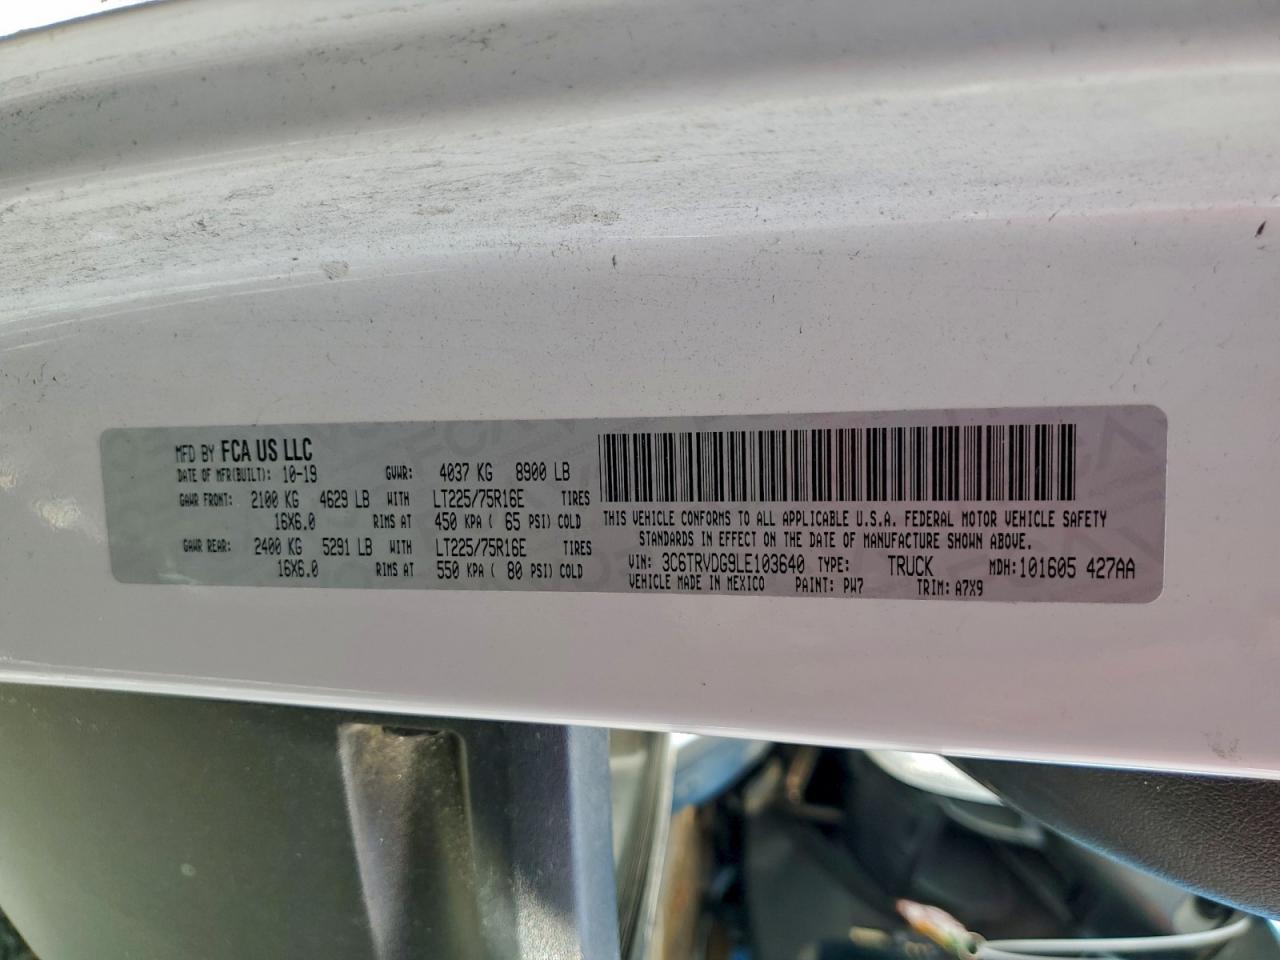 MFD BY FCA US LLC
DATE OF MFR(BUILT): 10-19 GVWR: 4037 KG 8900 LB
GAWR FRONT: 2100 KG 4629 LB WITH LT225/75R16E TIRES
16X6.0 RIMS AT 450 KPA ( 65 PSI) COLD
GAWR REAR: 2400 KG 5291 LB WITH LT225/75R16E TIRES
16X6.0 RIMS AT 550 KPA ( 80 PSI) COLD
THIS VEHICLE CONFORMS TO ALL APPLICABLE U.S.A. FEDERAL MOTOR VEHICLE SAFETY
STANDARDS IN EFFECT ON THE DATE OF MANUFACTURE SHOWN ABOVE.
VIN: 3C6TRVDG9LE103640 TYPE: TRUCK MDH: 101605 427AA
VEHICLE MADE IN MEXICO PAINT: PW7 TRIM: A7X9